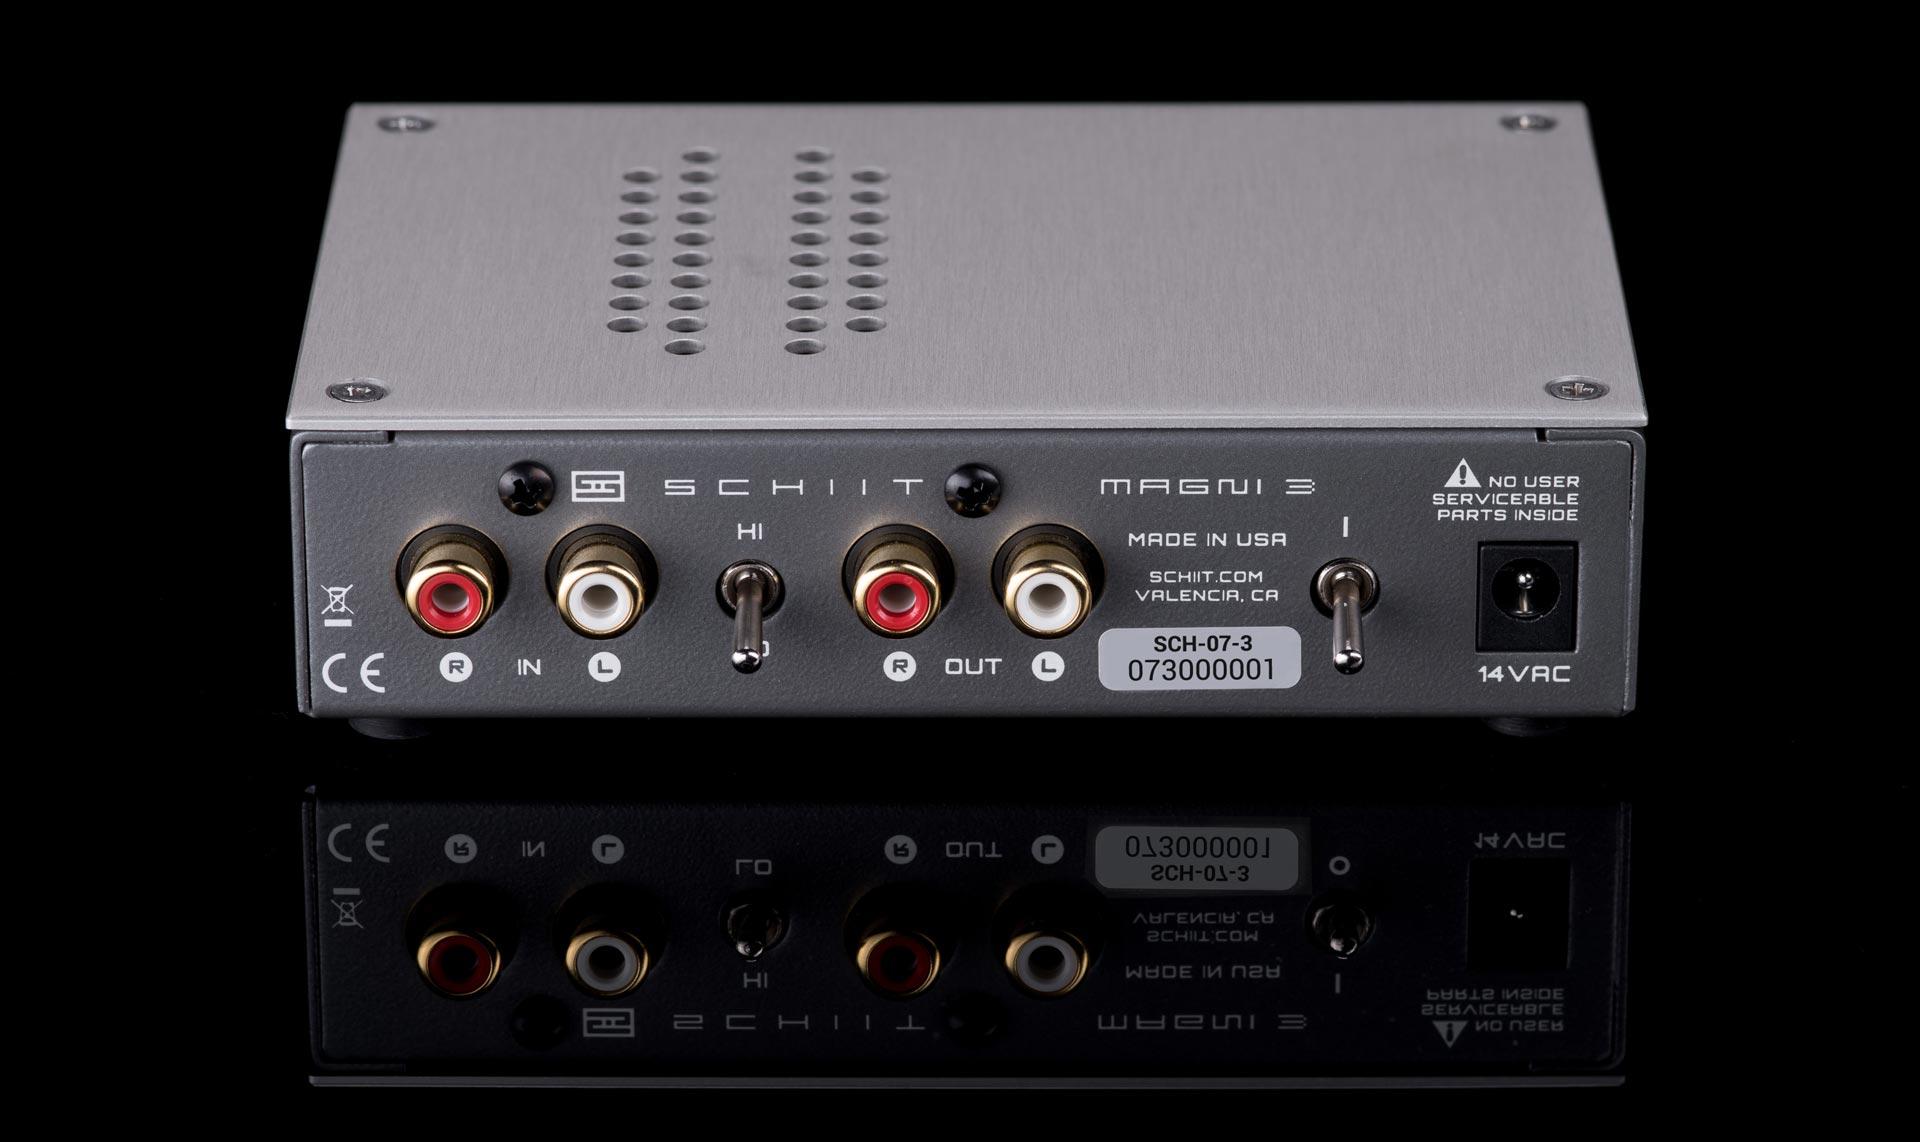 SCHIIT
MAGNI 3
NO USER
SERVICEABLE
PARTS INSIDE
HI
I
MADE IN USA
SCHIIT.COM
VALENCIA, CA
SCH-07-3
073000001
CE
R IN L
LO
R OUT L
O
14VAC